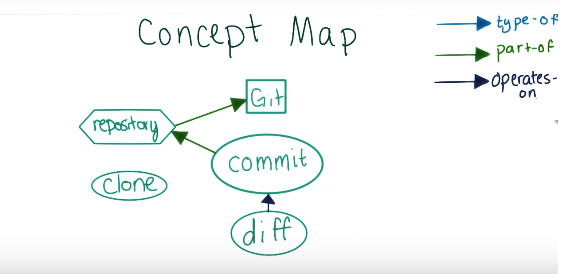 Concept Map
type-of
part-of
operates-
on
Git
repository
commit
clone
diff